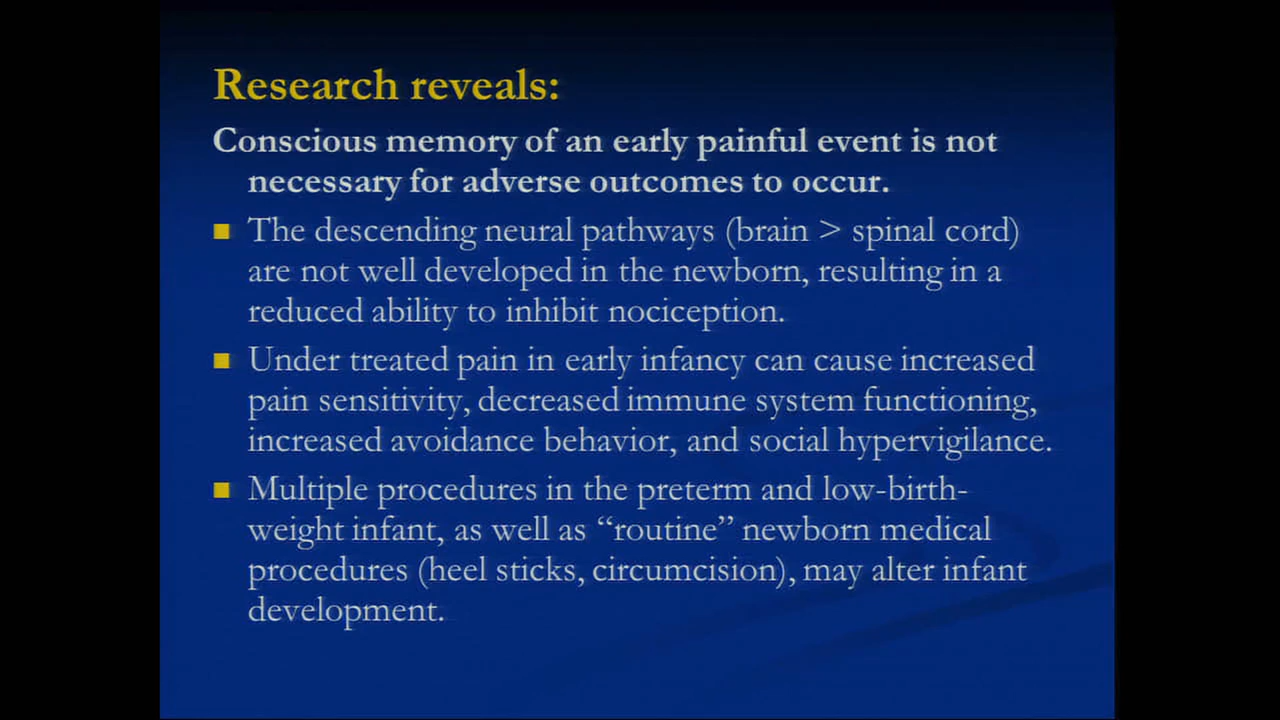 Research reveals:
Conscious memory of an early painful event is not
necessary for adverse outcomes to occur.
The descending neural pathways (brain > spinal cord)
are not well developed in the newborn, resulting in a
reduced ability to inhibit nociception.
Under treated pain in early infancy can cause increased
pain sensitivity, decreased immune system functioning,
increased avoidance behavior, and social hypervigilance.
Multiple procedures in the preterm and low-birth-
weight infant, as well as “routine” newborn medical
procedures (heel sticks, circumcision), may alter infant
development.